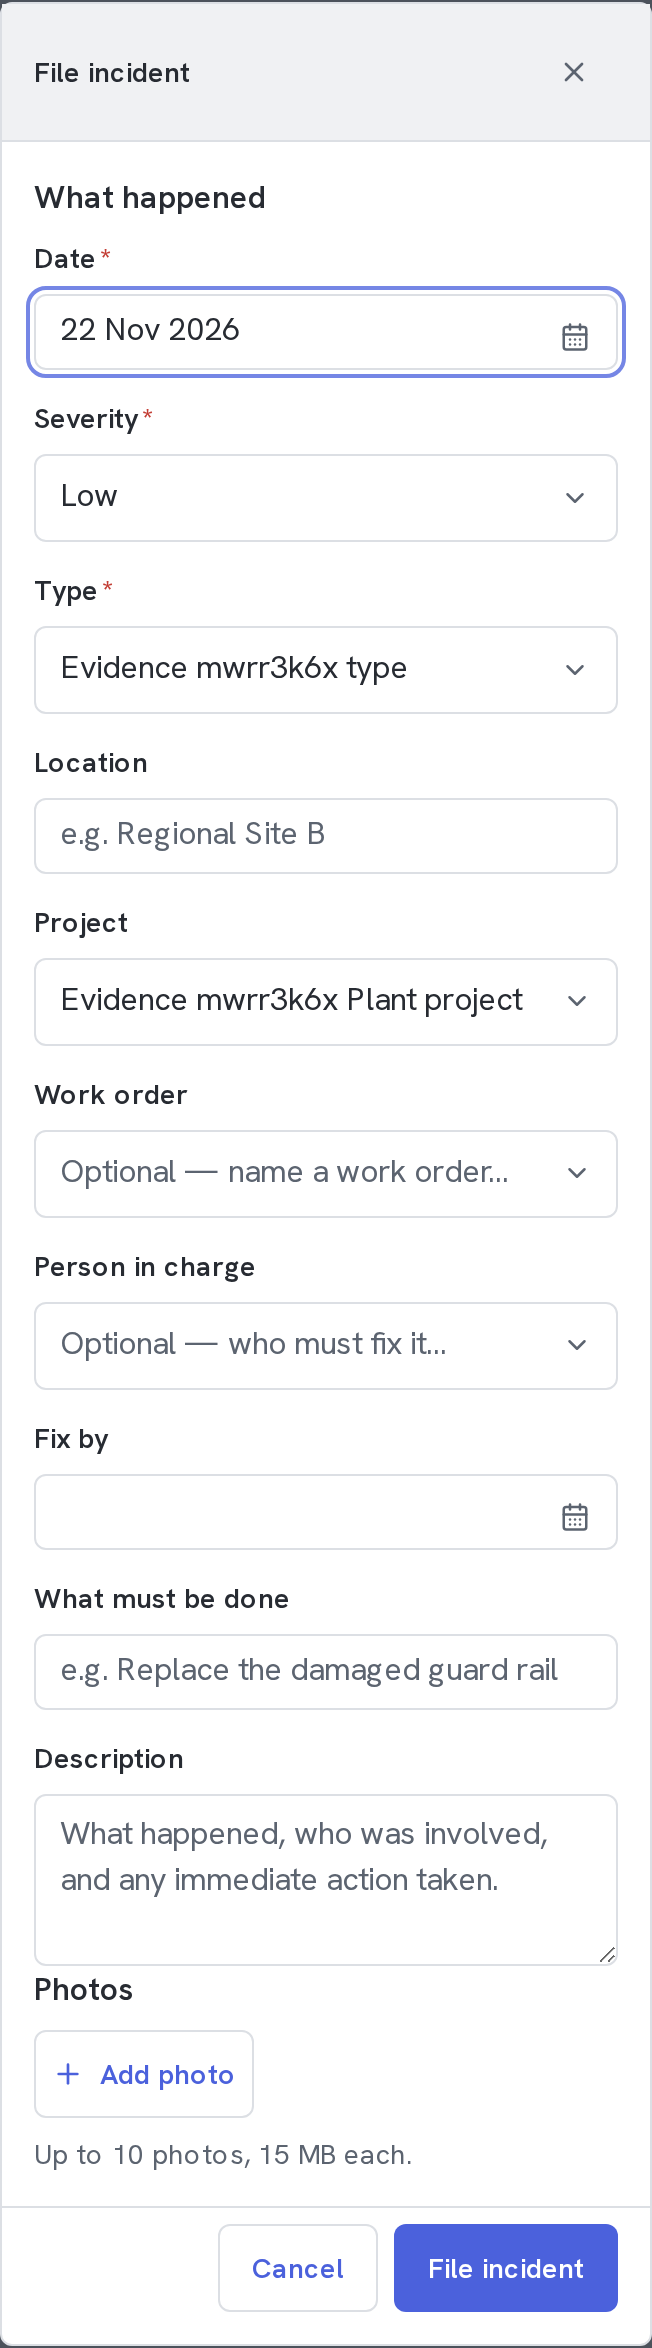 File incident
What happened
Date *
22 Nov 2026
Severity *
Low
Type *
Evidence mwrr3k6x type
Location
e.g. Regional Site B
Project
Evidence mwrr3k6x Plant project
Work order
Optional — name a work order...
Person in charge
Optional — who must fix it...
Fix by
What must be done
e.g. Replace the damaged guard rail
Description
What happened, who was involved,
and any immediate action taken.
Photos
Add photo
Up to 10 photos, 15 MB each.
Cancel
File incident